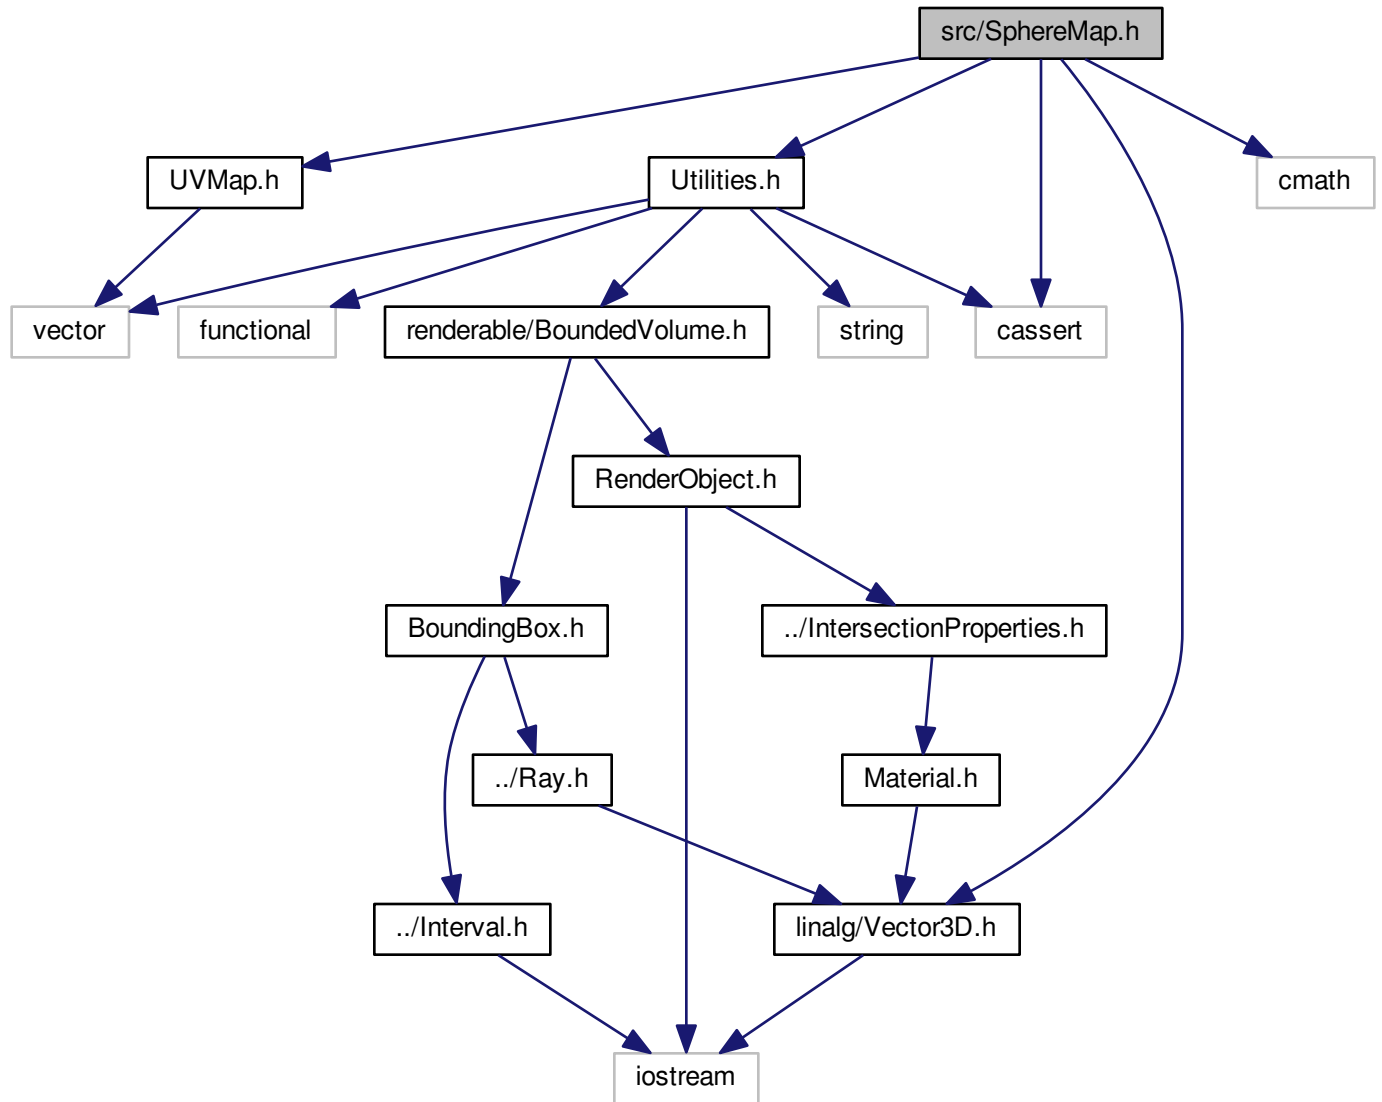 src/SphereMap.h
UVMap.h
Utilities.h
cmath
vector
functional
renderable/BoundedVolume.h
string
cassert
RenderObject.h
BoundingBox.h
../IntersectionProperties.h
../Ray.h
Material.h
../Interval.h
linalg/Vector3D.h
iostream